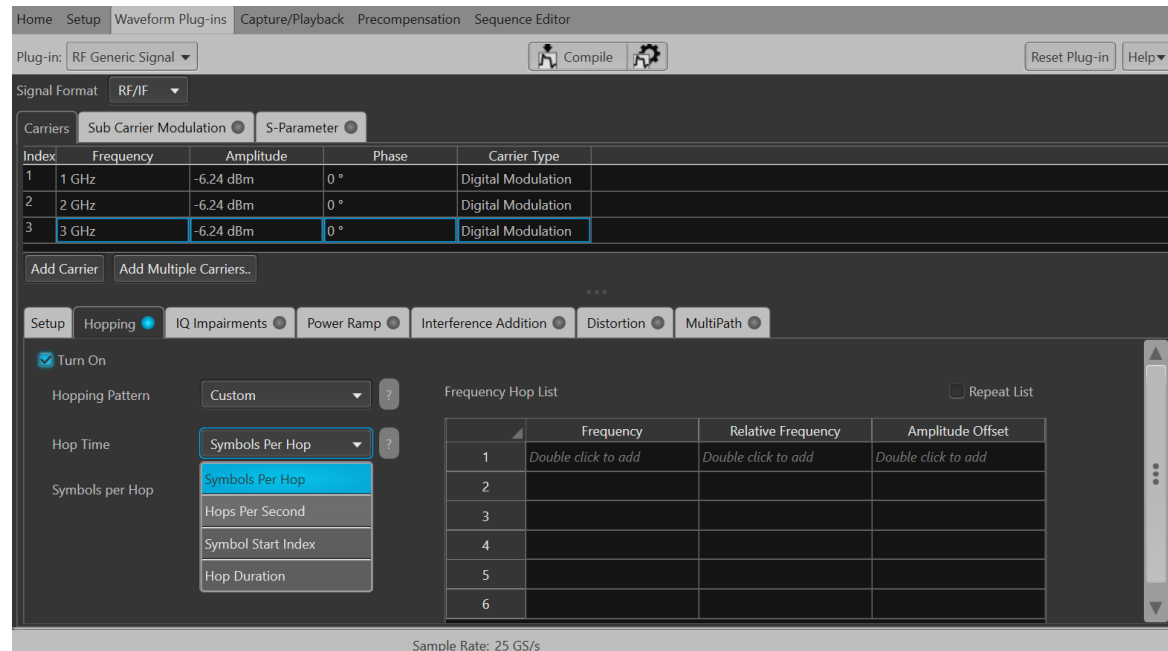 Home Setup Waveform Plug-ins Capture/Playback Precompensation Sequence Editor
Plug-in: RF Generic Signal Compile Reset Plug-in Help
Signal Format RF/IF
Carriers Sub Carrier Modulation S-Parameter
Index Frequency Amplitude Phase Carrier Type
1 1 GHz -6.24 dBm 0 ° Digital Modulation
2 2 GHz -6.24 dBm 0 ° Digital Modulation
3 3 GHz -6.24 dBm 0 ° Digital Modulation
Add Carrier Add Multiple Carriers..
Setup Hopping IQ Impairments Power Ramp Interference Addition Distortion MultiPath
Turn On
Hopping Pattern Custom ? Frequency Hop List Repeat List
Hop Time Symbols Per Hop ?
Frequency Relative Frequency Amplitude Offset
1 Double click to add Double click to add Double click to add
Symbols per Hop
Symbols Per Hop
Hops Per Second
Symbol Start Index
Hop Duration
2
3
4
5
6
Sample Rate: 25 GS/s